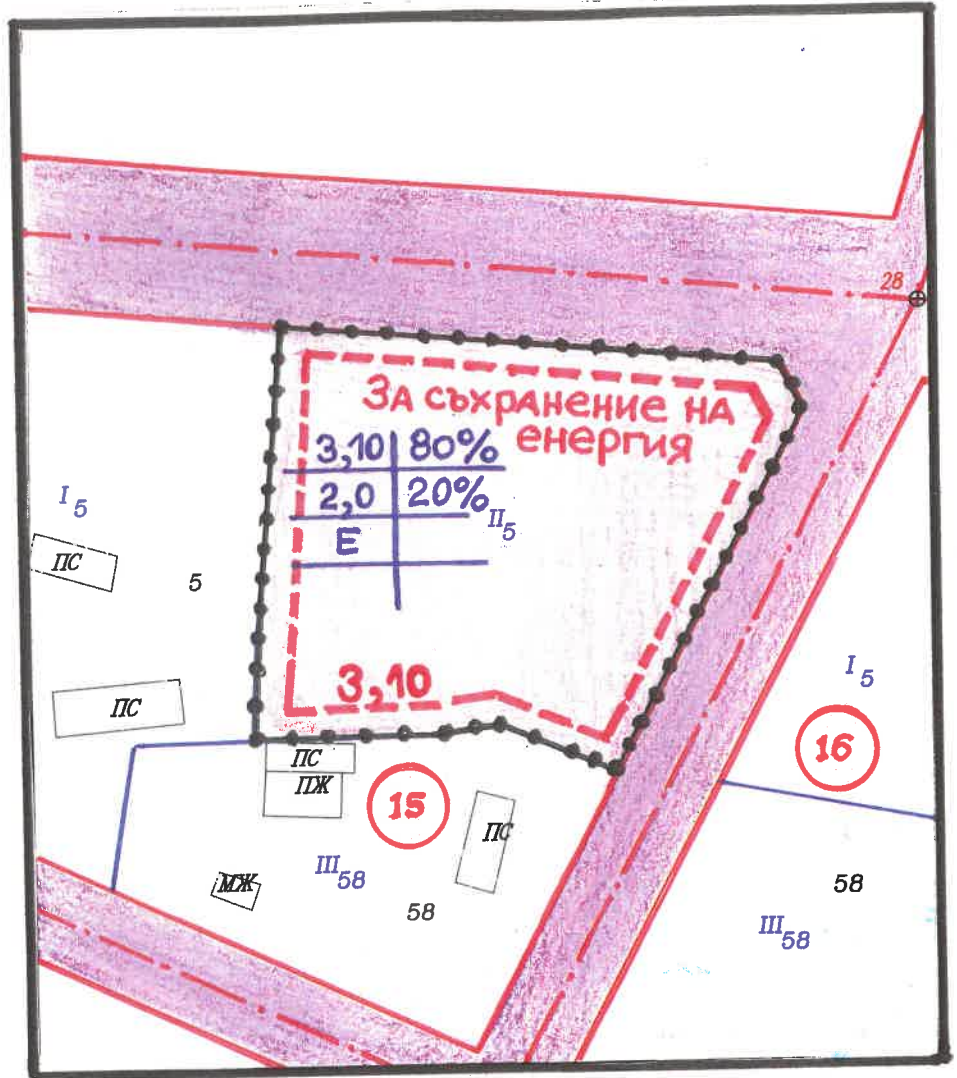 28
ЗА СЪХРАНЕНИЕ НА
ЕНЕРГИЯ
3,10 80%
2,0 20%
Е
II5
I5
ПС
5
ПС
3,10
I5
16
ПС
ПЖ
15
ПС
МЖ
III58
58
58
III58